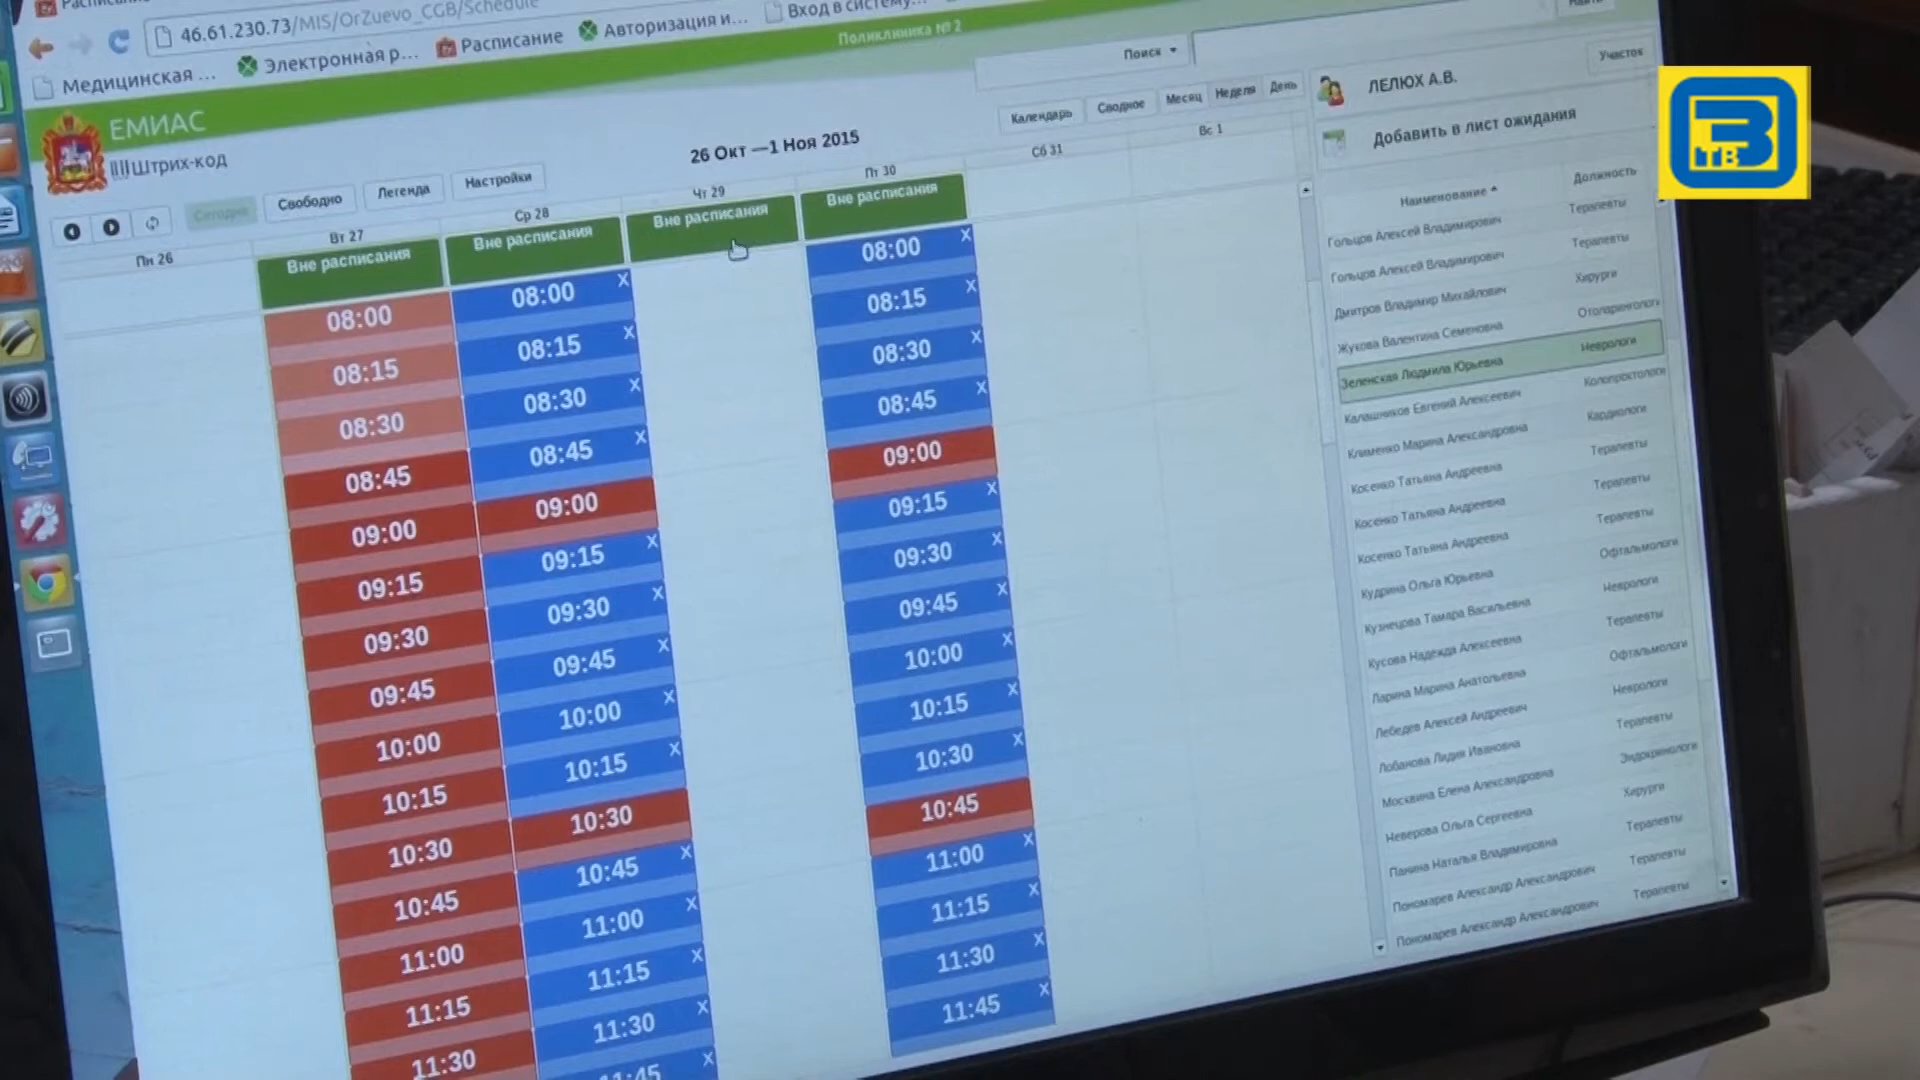 46.61.230.73/MIS/OrZuevo_CGB/Schedule
Медицинская ...
Электронная р...
Расписание
Авторизация и...
Вход в систему...
Поликлиника № 2
ЕМИАС
Штрих-код
Поиск
26 Окт —1 Ноя 2015
Календарь
Сводное
Месяц
Неделя
День
Сегодня
Свободно
Легенда
Настройки
Пн 26
Вт 27
Ср 28
Чт 29
Пт 30
Сб 31
Вс 1
Вне расписания
Вне расписания
Вне расписания
Вне расписания
08:00
08:15
08:30
08:45
09:00
09:15
09:30
09:45
10:00
10:15
10:30
10:45
11:00
11:15
11:30
08:00 X
08:15 X
08:30 X
08:45 X
09:00
09:15 X
09:30 X
09:45 X
10:00 X
10:15 X
10:30
10:45 X
11:00 X
11:15 X
11:30 X
11:45 X
08:00 X
08:15 X
08:30 X
08:45 X
09:00
09:15 X
09:30 X
09:45 X
10:00 X
10:15 X
10:30 X
10:45
11:00 X
11:15 X
11:30 X
11:45 X
ЛЕЛЮХ А.В.
Участок
Добавить в лист ожидания
Наименование Должность
Гольцов Алексей Владимирович Терапевты
Гольцов Алексей Владимирович Терапевты
Дмитров Владимир Михайлович Хирурги
Жукова Валентина Семеновна Отоларингологи
Зеленская Людмила Юрьевна Неврологи
Калашников Евгений Алексеевич Колопроктологи
Клименко Марина Александровна Кардиологи
Косенко Татьяна Андреевна Терапевты
Косенко Татьяна Андреевна Терапевты
Косенко Татьяна Андреевна Терапевты
Кудрина Ольга Юрьевна Офтальмологи
Кузнецова Тамара Васильевна Неврологи
Кусова Надежда Алексеевна Терапевты
Ларина Марина Анатольевна Офтальмологи
Лебедев Алексей Андреевич Неврологи
Лобанова Лидия Ивановна Терапевты
Москвина Елена Александровна Эндокринологи
Неверова Ольга Сергеевна Хирурги
Панина Наталья Владимировна Терапевты
Пономарев Александр Александрович Терапевты
Пономарев Александр Александрович Терапевты
ТВ